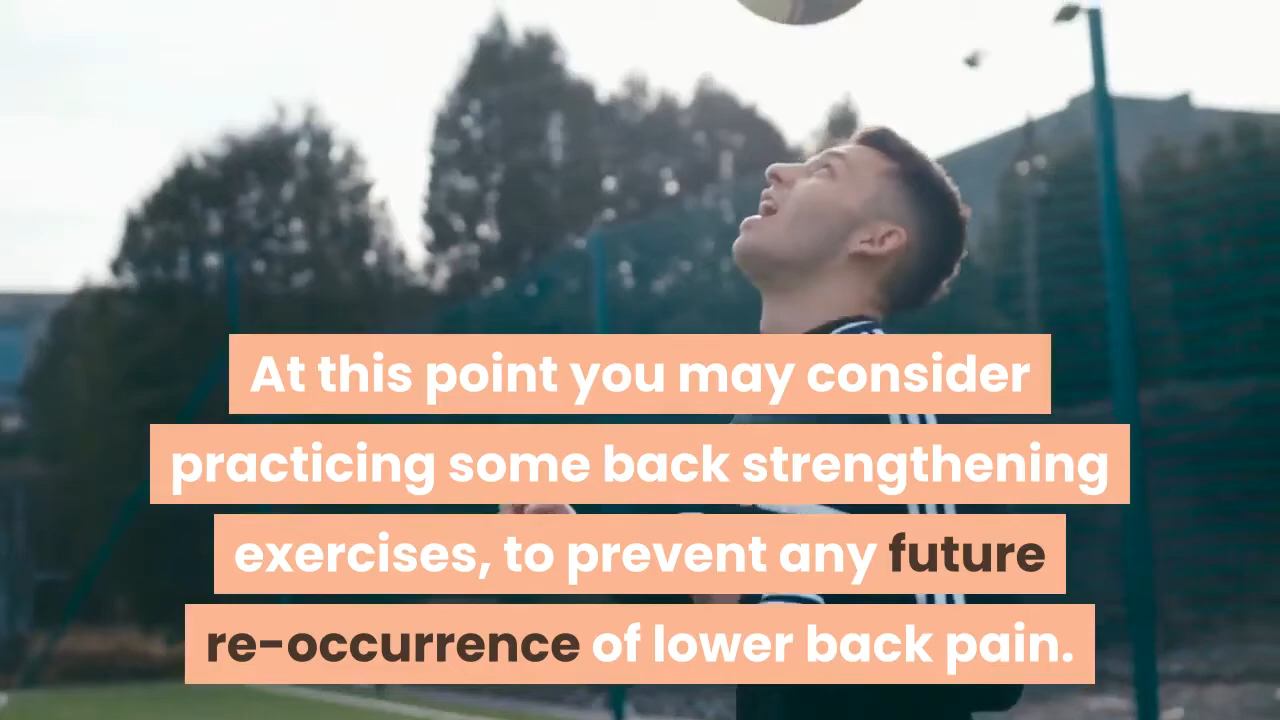 At this point you may consider
practicing some back strengthening
exercises, to prevent any future
re-occurrence of lower back pain.